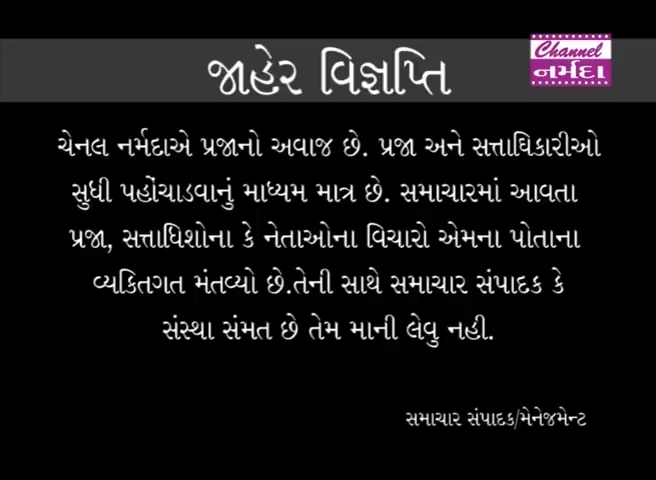 Channel
નર્મદા
જાહેર વિજ્ઞપ્તિ
ચેનલ નર્મદાએ પ્રજાનો અવાજ છે. પ્રજા અને સત્તાધિકારીઓ
સુધી પહોંચાડવાનું માધ્યમ માત્ર છે. સમાચારમાં આવતા
પ્રજા, સત્તાધિશોના કે નેતાઓના વિચારો એમના પોતાના
વ્યકિતગત મંતવ્યો છે.તેની સાથે સમાચાર સંપાદક કે
સંસ્થા સંમત છે તેમ માની લેવુ નહી.
સમાચાર સંપાદક/મેનેજમેન્ટ